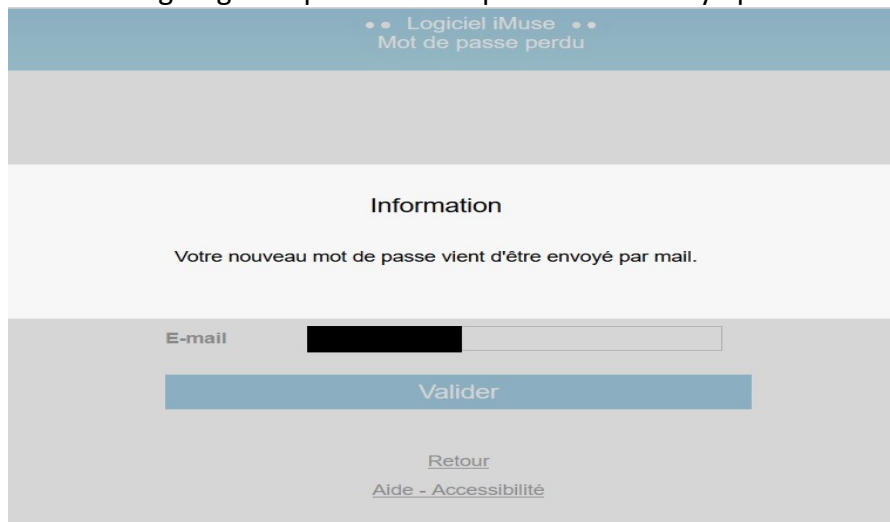 •• Logiciel iMuse ••
Mot de passe perdu
Information
Votre nouveau mot de passe vient d'être envoyé par mail.
E-mail
Valider
Retour
Aide - Accessibilité